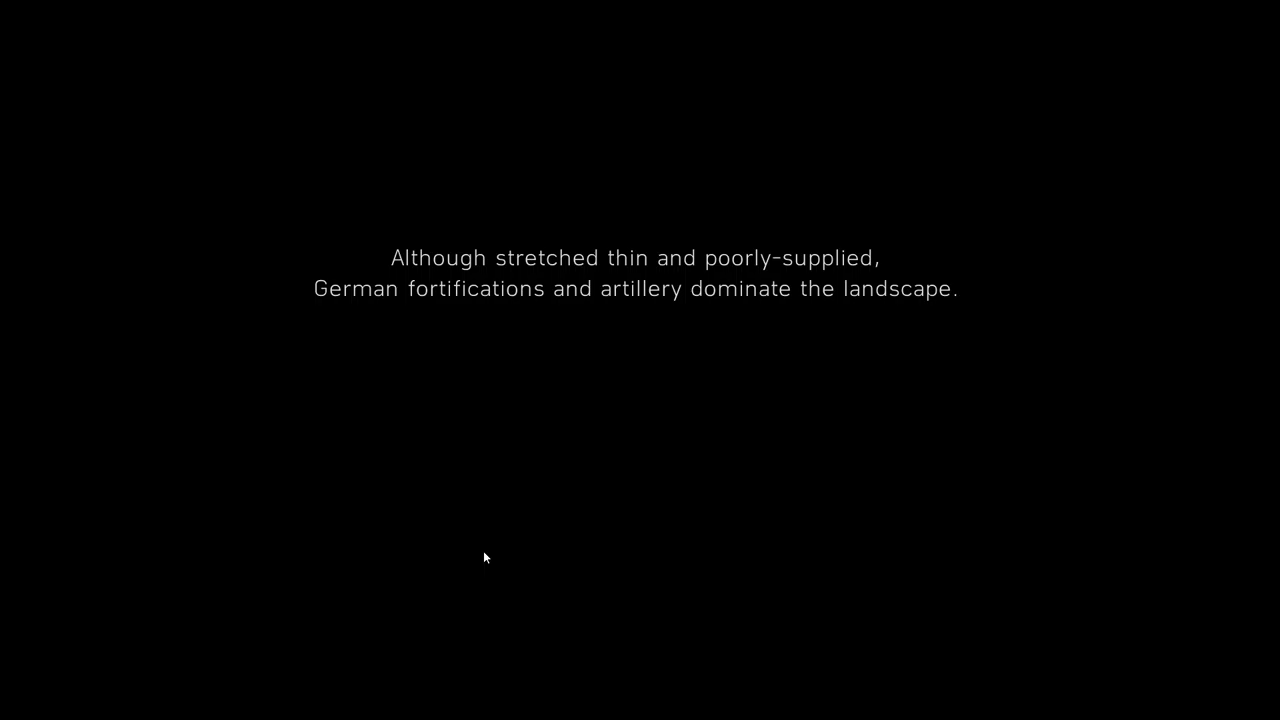 Although stretched thin and poorly-supplied,
German fortifications and artillery dominate the landscape.